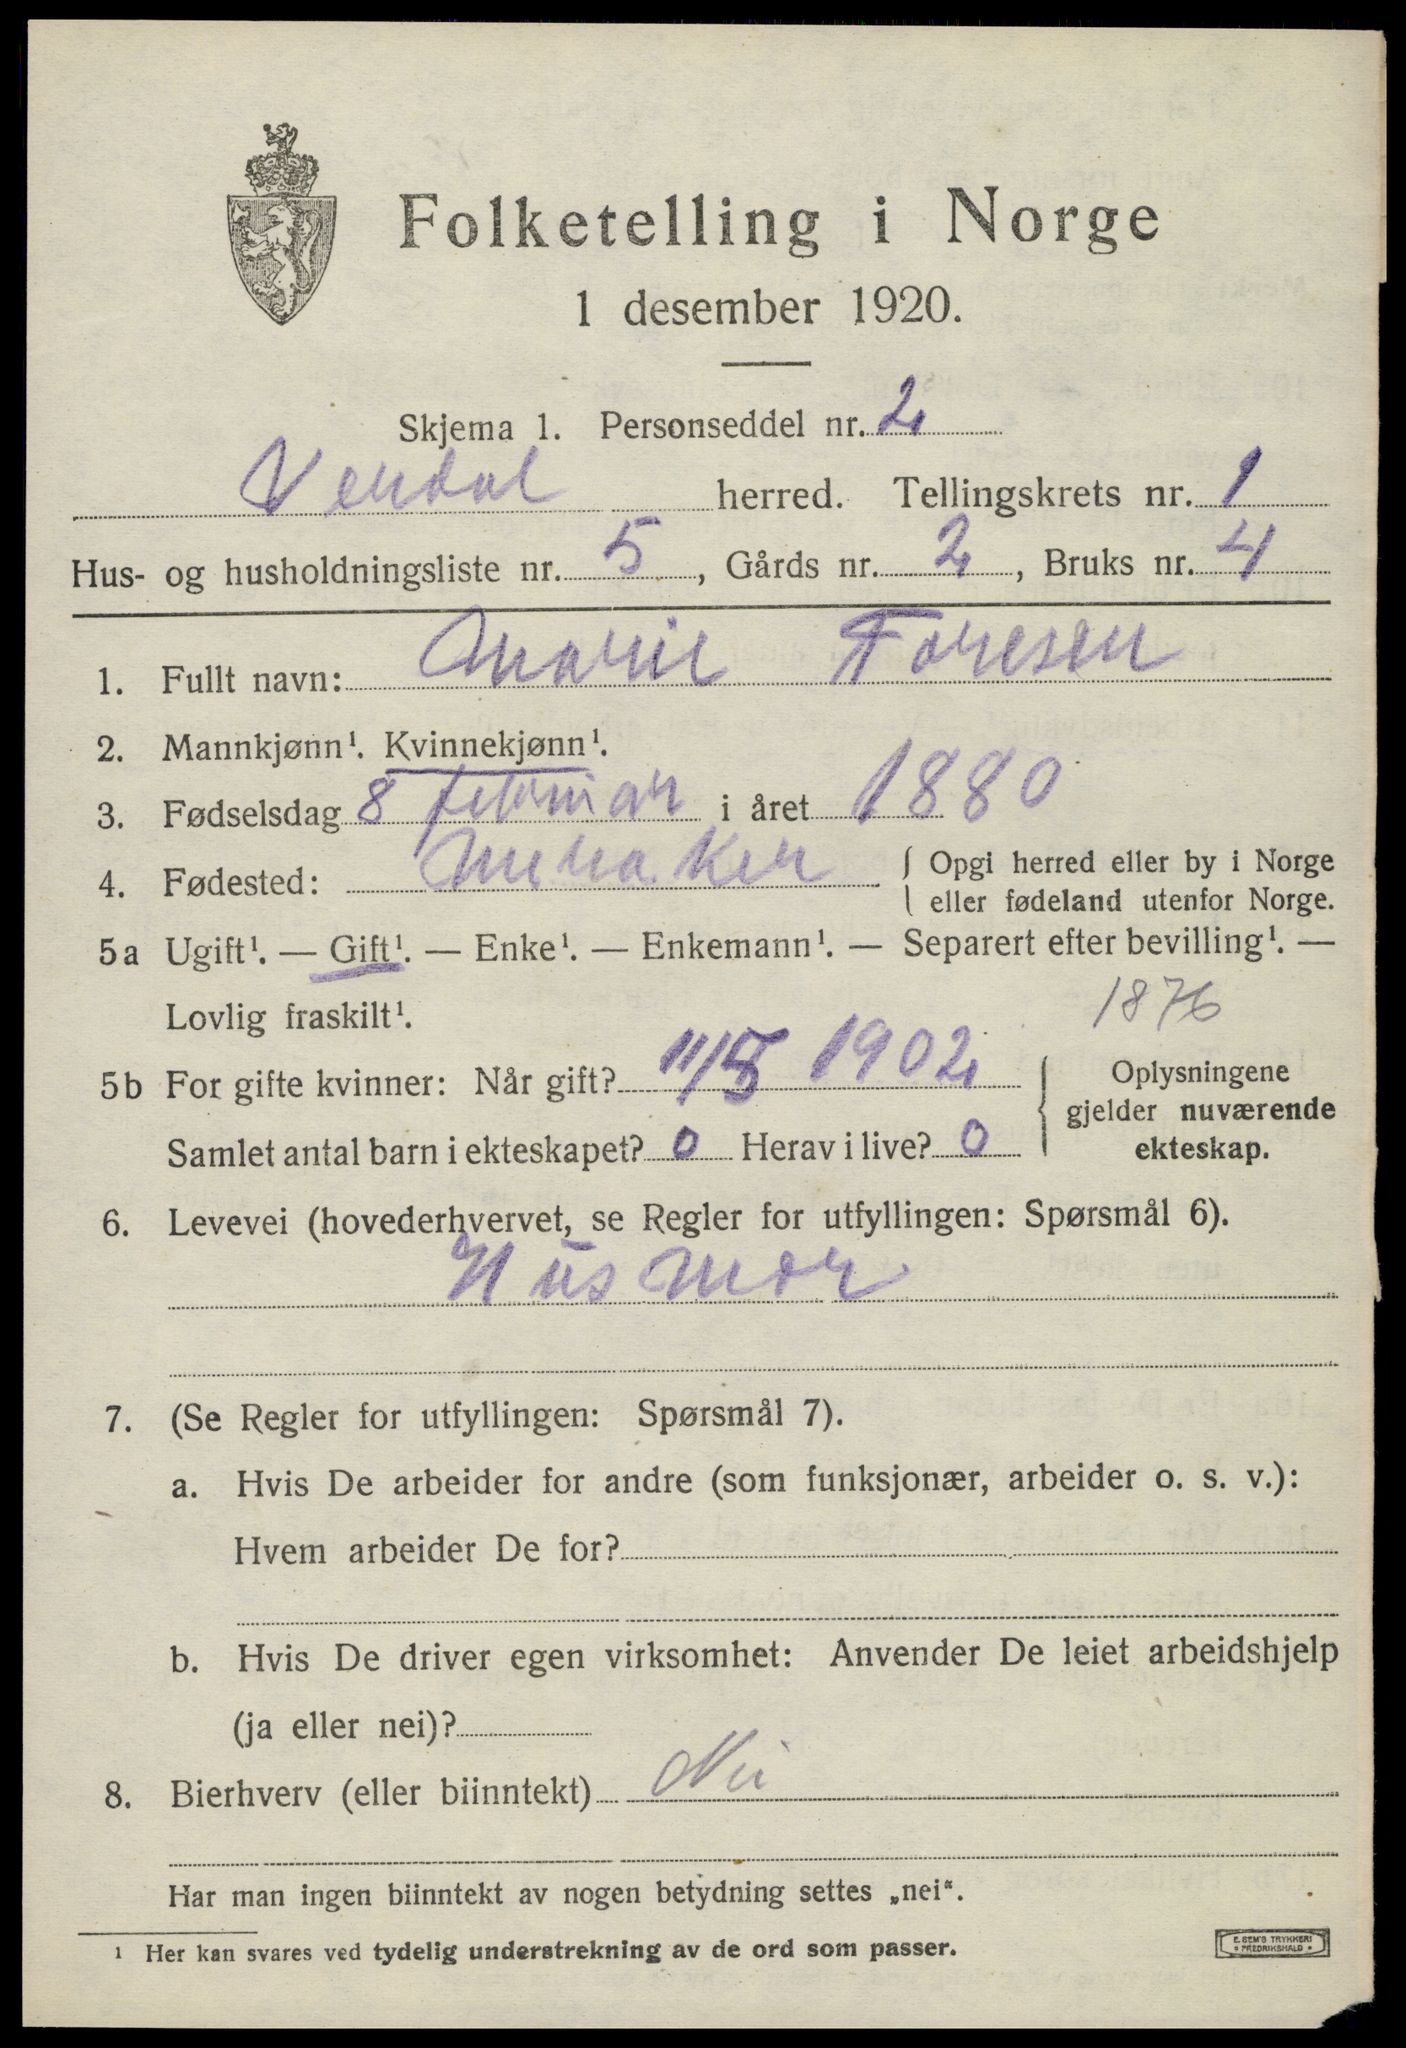 Folketelling i Norge
1 desember 1920.
Skjema 1. Personseddel nr. 2
Verdal herred. Tellingskrets nr. 1
Hus- og husholdningsliste nr. 5, Gårds nr. 2, Bruks nr. 4
1. Fullt navn: Marie Toresen
2. Mannkjønn¹. Kvinnekjønn¹.
3. Fødselsdag 8 februar i året 1880
4. Fødested: Meraker { Opgi herred eller by i Norge
eller fødeland utenfor Norge.
5a Ugift¹. — Gift¹. — Enke¹. — Enkemann¹. — Separert efter bevilling¹. —
Lovlig fraskilt¹. 1876
5b For gifte kvinner: Når gift? 11/5 1902 { Oplysningene
gjelder nuværende
Samlet antal barn i ekteskapet? 0 Herav i live? 0 ekteskap.
6. Levevei (hovederhvervet, se Regler for utfyllingen: Spørsmål 6).
Husmor
7. (Se Regler for utfyllingen: Spørsmål 7).
a. Hvis De arbeider for andre (som funksjonær, arbeider o. s. v.):
Hvem arbeider De for?
b. Hvis De driver egen virksomhet: Anvender De leiet arbeidshjelp
(ja eller nei)?
8. Bierhverv (eller biinntekt) Nei
Har man ingen biinntekt av nogen betydning settes „nei“.
¹ Her kan svares ved tydelig understrekning av de ord som passer.
E. SEM'S TRYKKERI
FREDRIKSHALD